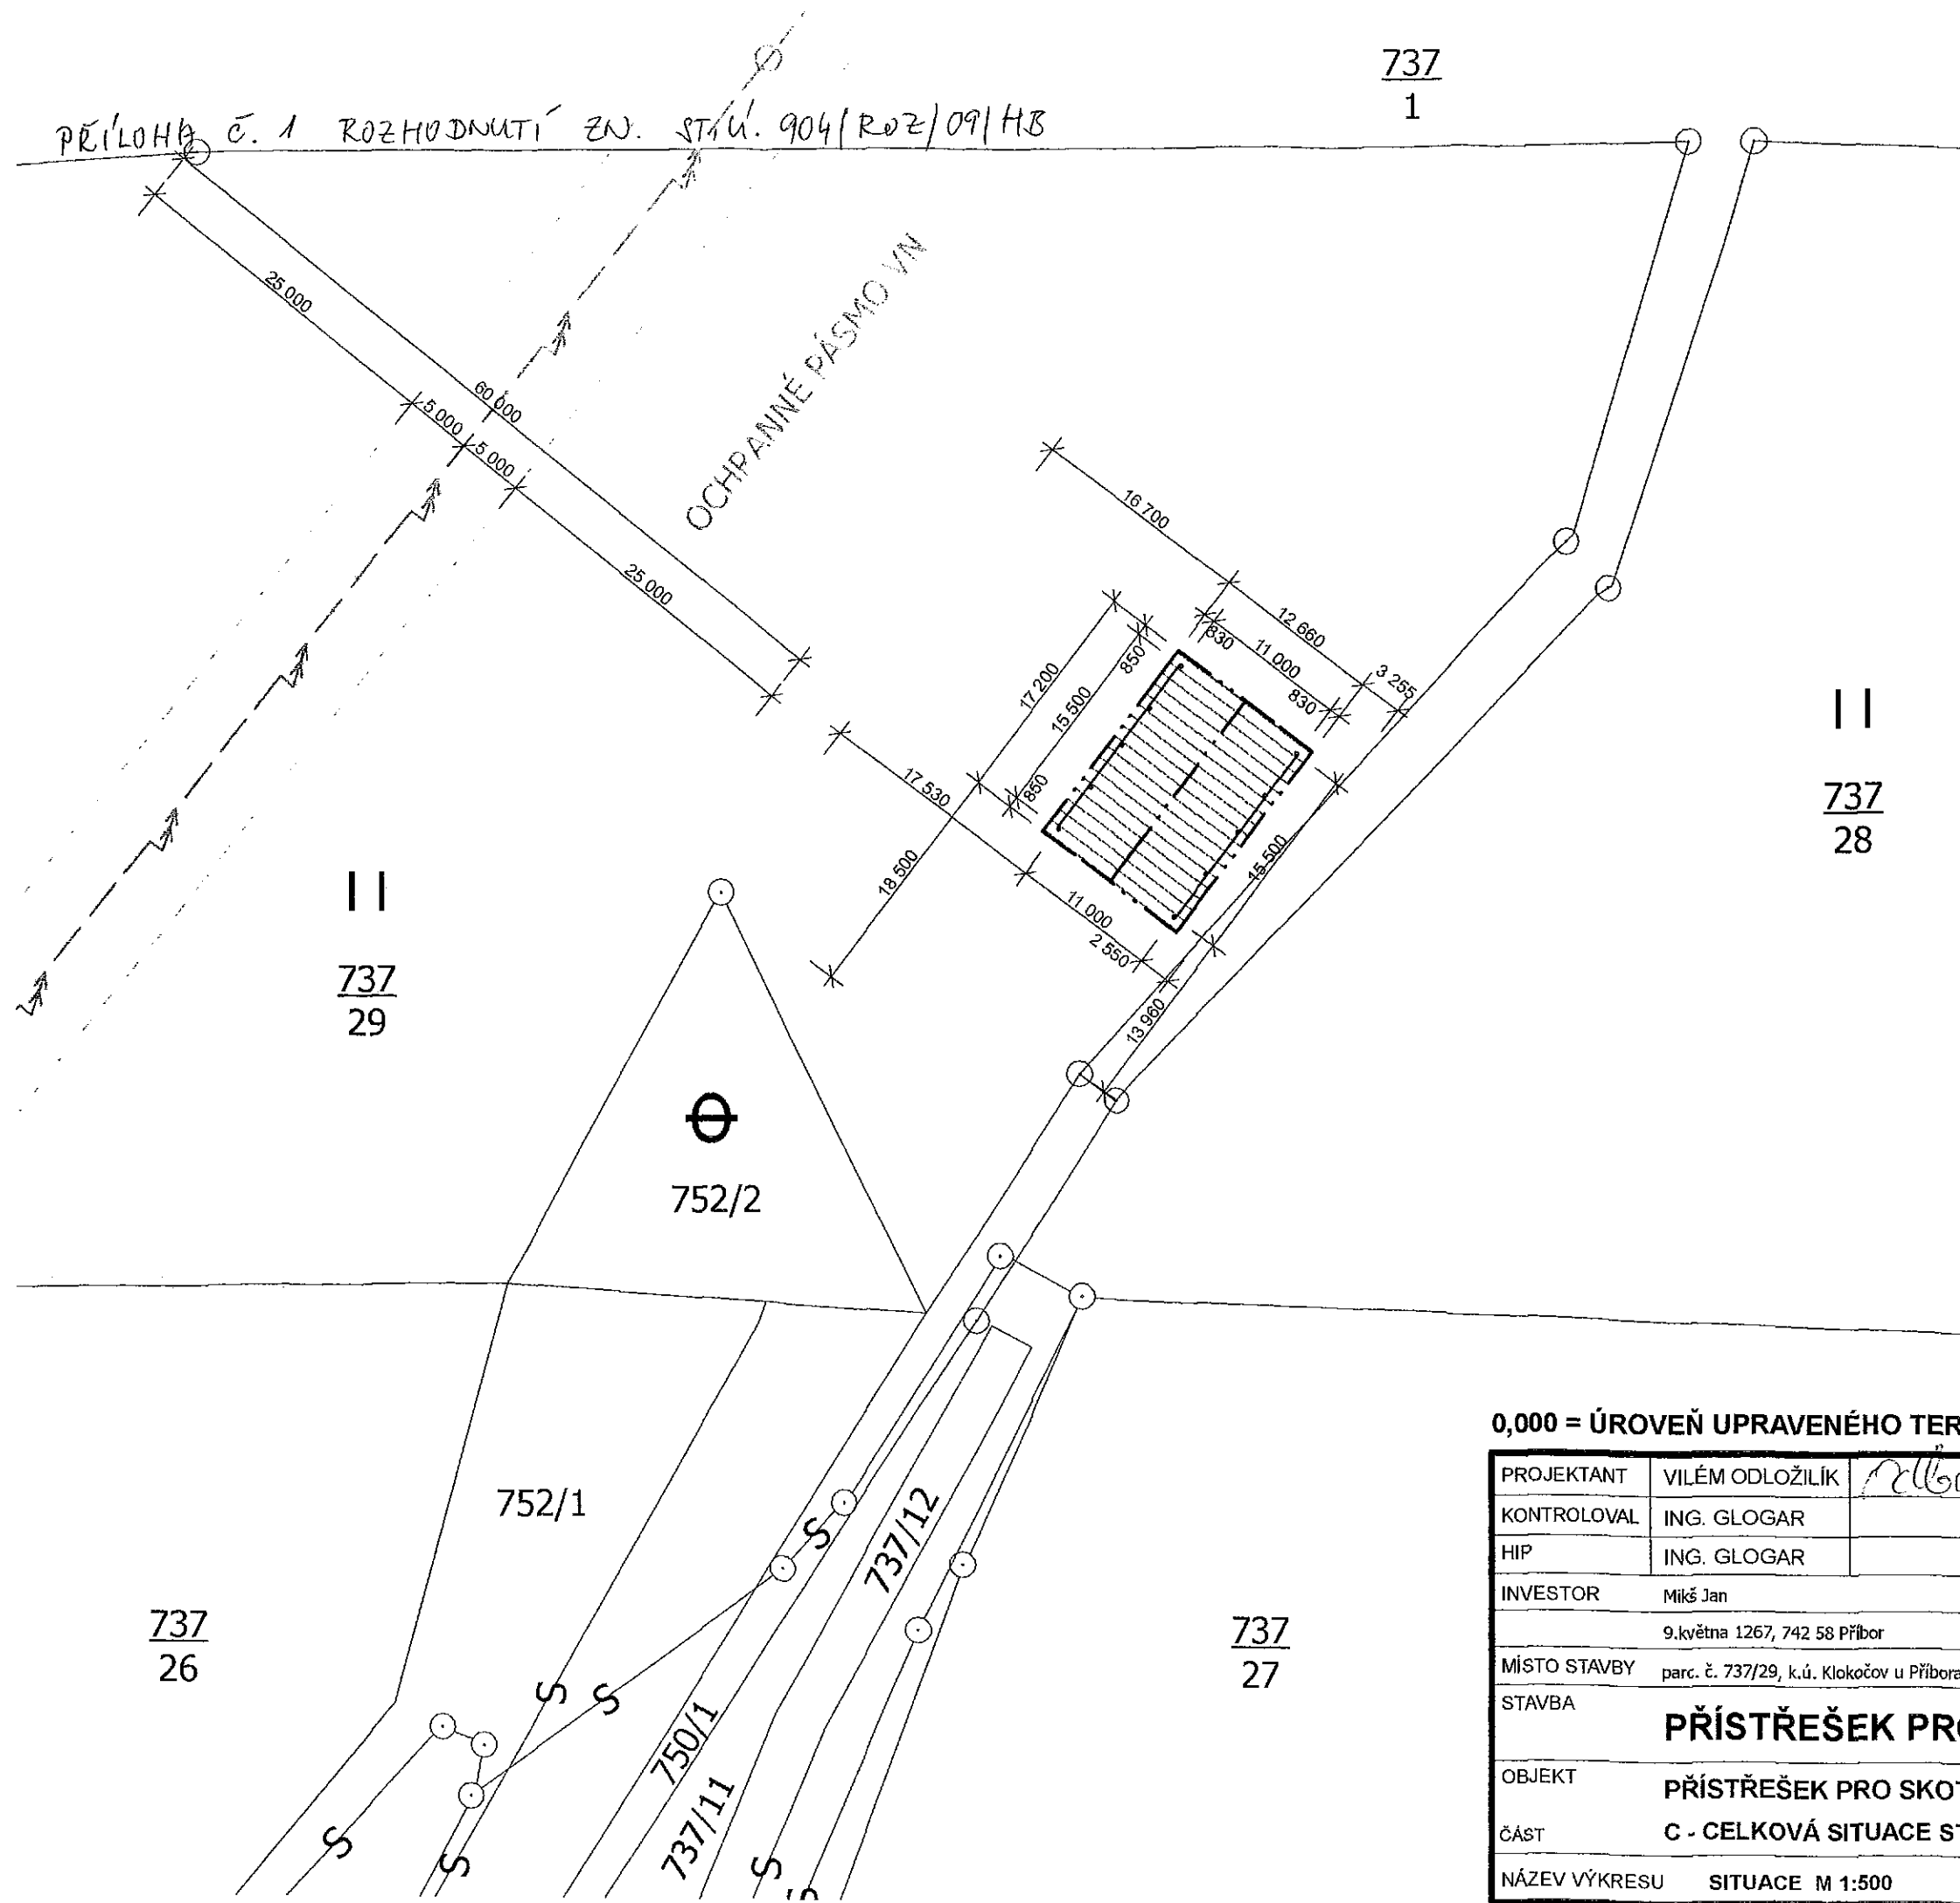 737
1
PŘÍLOHA Č. 1 ROZHODNUTÍ ZN. STAÚ. 904/ROZ/09/HB
OCHRANNÉ PÁSMO VN
25 000
60 000
5 000
5 000
25 000
16 700
12 660
830
11 000
830
3 255
17 200
15 500
850
850
17 530
18 500
15 500
11 000
2 550
13 960
737
28
737
29
752/2
752/1
737/12
737
26
737
27
750/1
737/11
S
S
S
S
S
S
0,000 = ÚROVEŇ UPRAVENÉHO TER
PROJEKTANT VILÉM ODLOŽILÍK
KONTROLOVAL ING. GLOGAR
HIP ING. GLOGAR
INVESTOR Mikš Jan
9.května 1267, 742 58 Příbor
MÍSTO STAVBY parc. č. 737/29, k.ú. Klokočov u Příbora
STAVBA PŘÍSTŘEŠEK PRO
OBJEKT PŘÍSTŘEŠEK PRO SKOT
ČÁST C - CELKOVÁ SITUACE ST
NÁZEV VÝKRESU SITUACE M 1:500